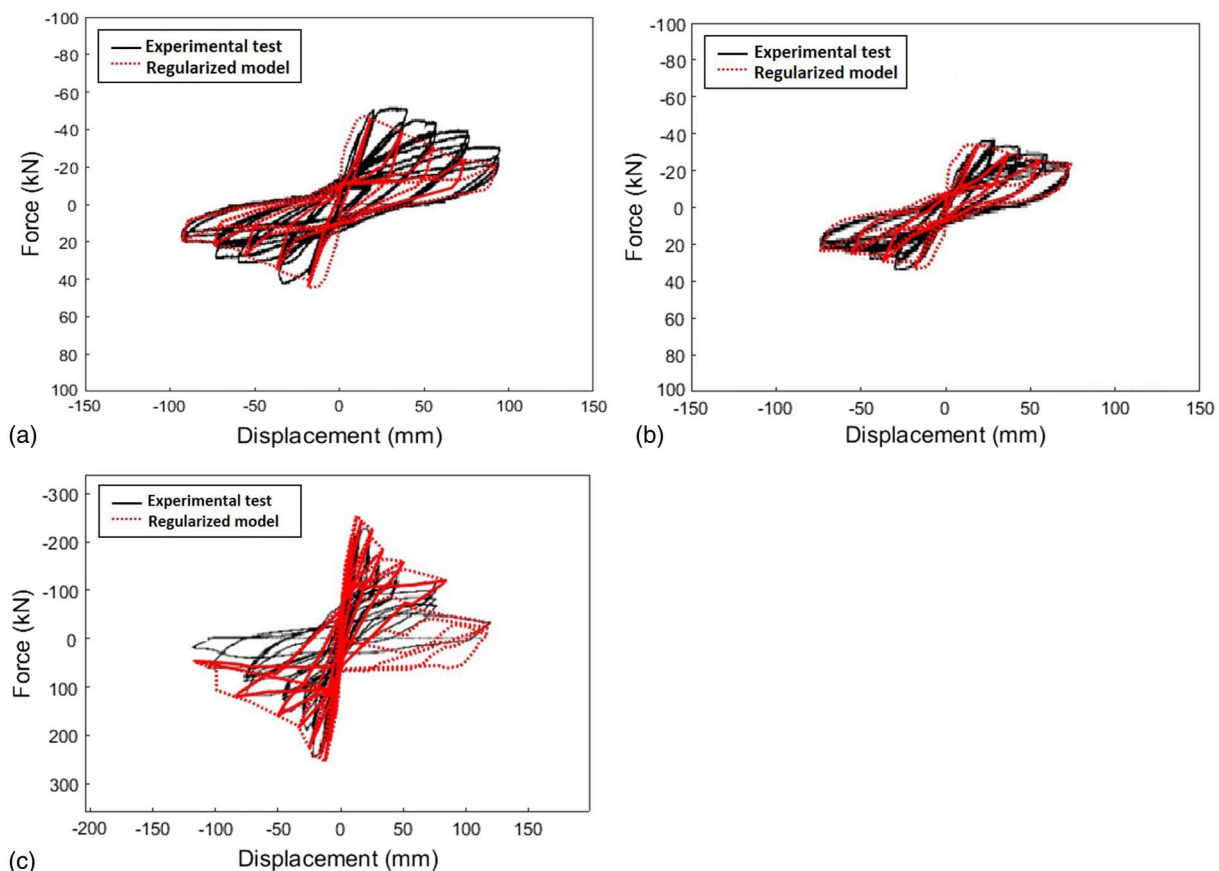 -100
-80
-60
-40
-20
0
20
40
60
80
100
Force (kN)
Experimental test
Regularized model
-150 -100 -50 0 50 100 150
Displacement (mm)
(a)
-100
-80
-60
-40
-20
0
20
40
60
80
100
Force (kN)
Experimental test
Regularized model
-150 -100 -50 0 50 100 150
Displacement (mm)
(b)
-300
-200
-100
0
100
200
300
Force (kN)
Experimental test
Regularized model
-200 -150 -100 -50 0 50 100 150
Displacement (mm)
(c)